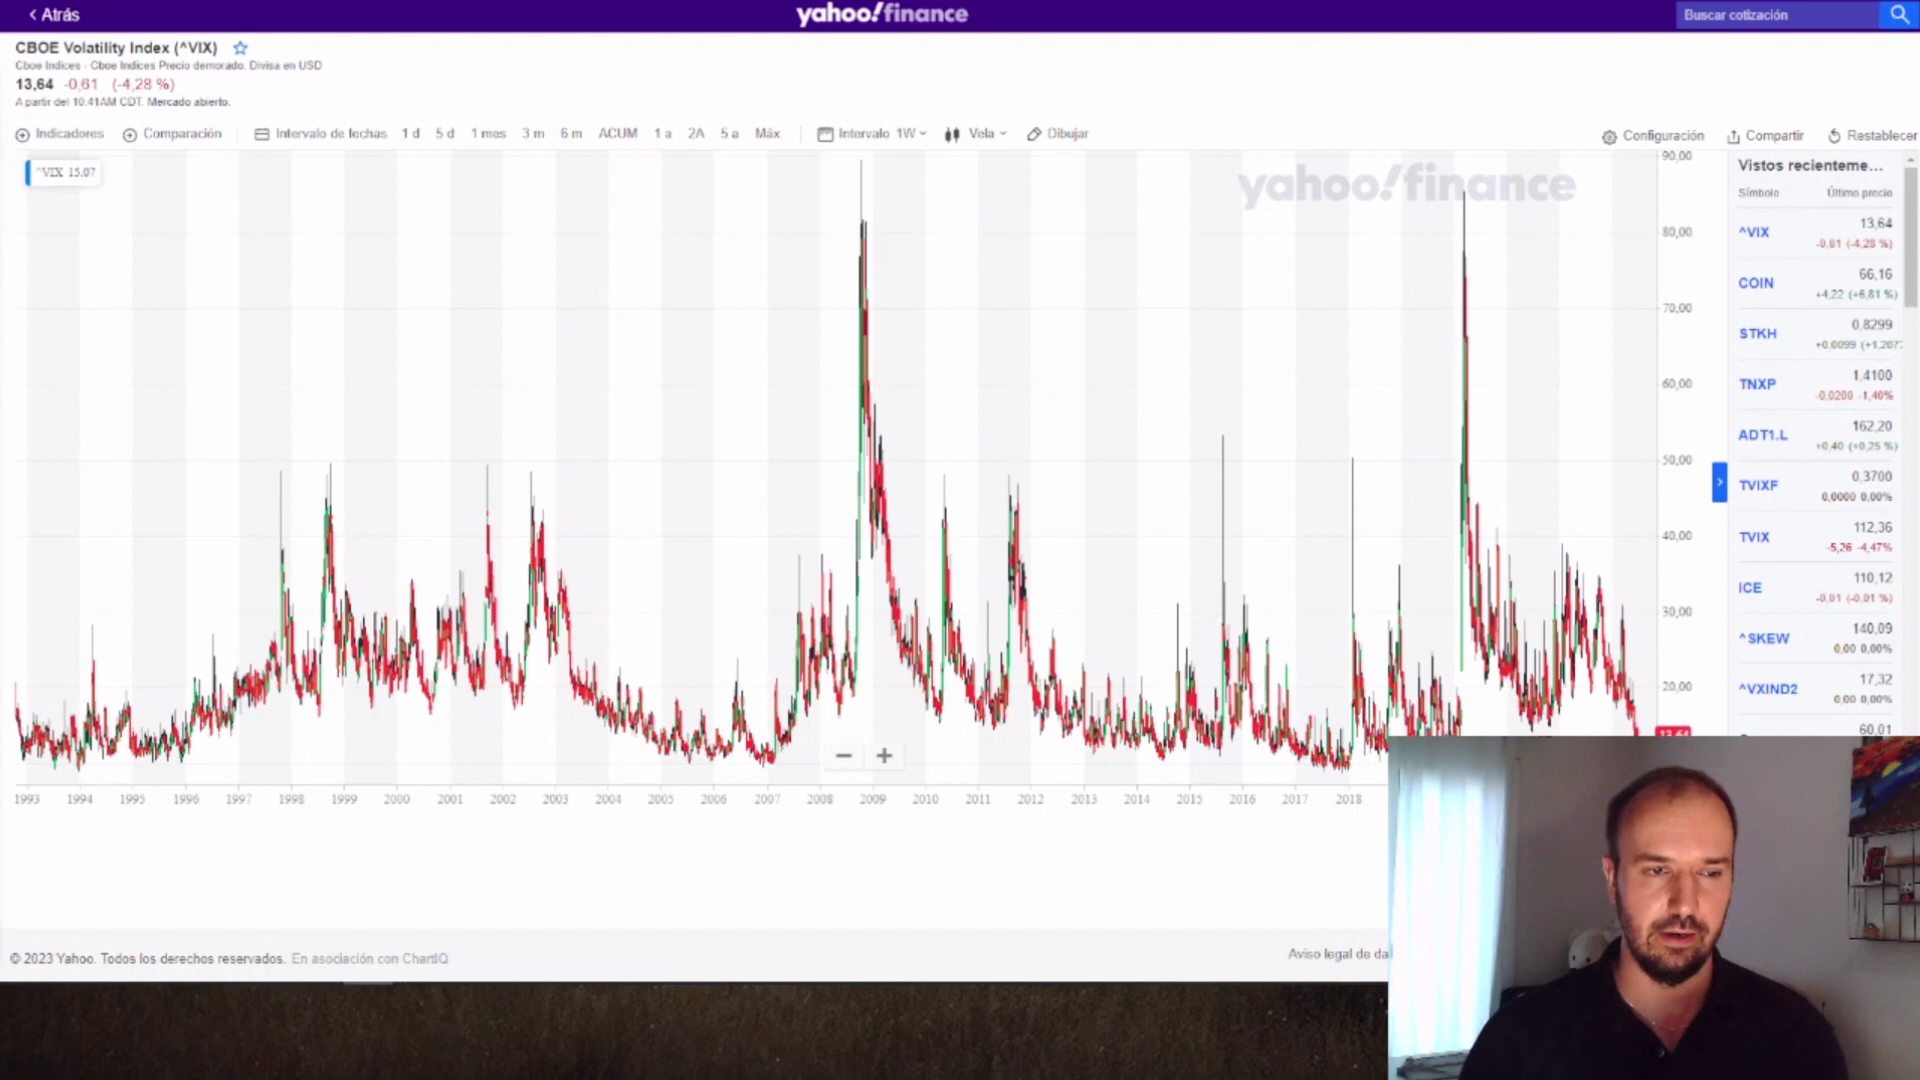 Atrás
yahoo!finance
Buscar cotización
CBOE Volatility Index (^VIX)
Cboe Indices - Cboe Indices Precio demorado. Divisa en USD
13,64 -0,61 (-4,28 %)
A partir del 10:41AM CDT. Mercado abierto.
Indicadores Comparación Intervalo de fechas 1 d 5 d 1 mes 3 m 6 m ACUM 1 a 2A 5 a Máx Intervalo 1W Vela Dibujar
Configuración Compartir Restablecer
^VIX 15.07
yahoo!finance
90,00
80,00
70,00
60,00
50,00
40,00
30,00
20,00
13,64
1993 1994 1995 1996 1997 1998 1999 2000 2001 2002 2003 2004 2005 2006 2007 2008 2009 2010 2011 2012 2013 2014 2015 2016 2017 2018
Vistos recienteme...
Símbolo Último precio
^VIX 13,64
-0,61 (-4,28 %)
COIN 66,16
+4,22 (+6,81 %)
STKH 0,8299
+0,0099 (+1,207
TNXP 1,4100
-0,0200 -1,40%
ADT1.L 162,20
+0,40 (+0,25 %)
TVIXF 0,3700
0,0000 0,00%
TVIX 112,36
-5,26 -4,47%
ICE 110,12
-0,01 (-0,01 %)
^SKEW 140,09
0,00 0,00%
^VXIND2 17,32
0,00 0,00%
60,01
© 2023 Yahoo. Todos los derechos reservados. En asociación con ChartIQ
Aviso legal de da